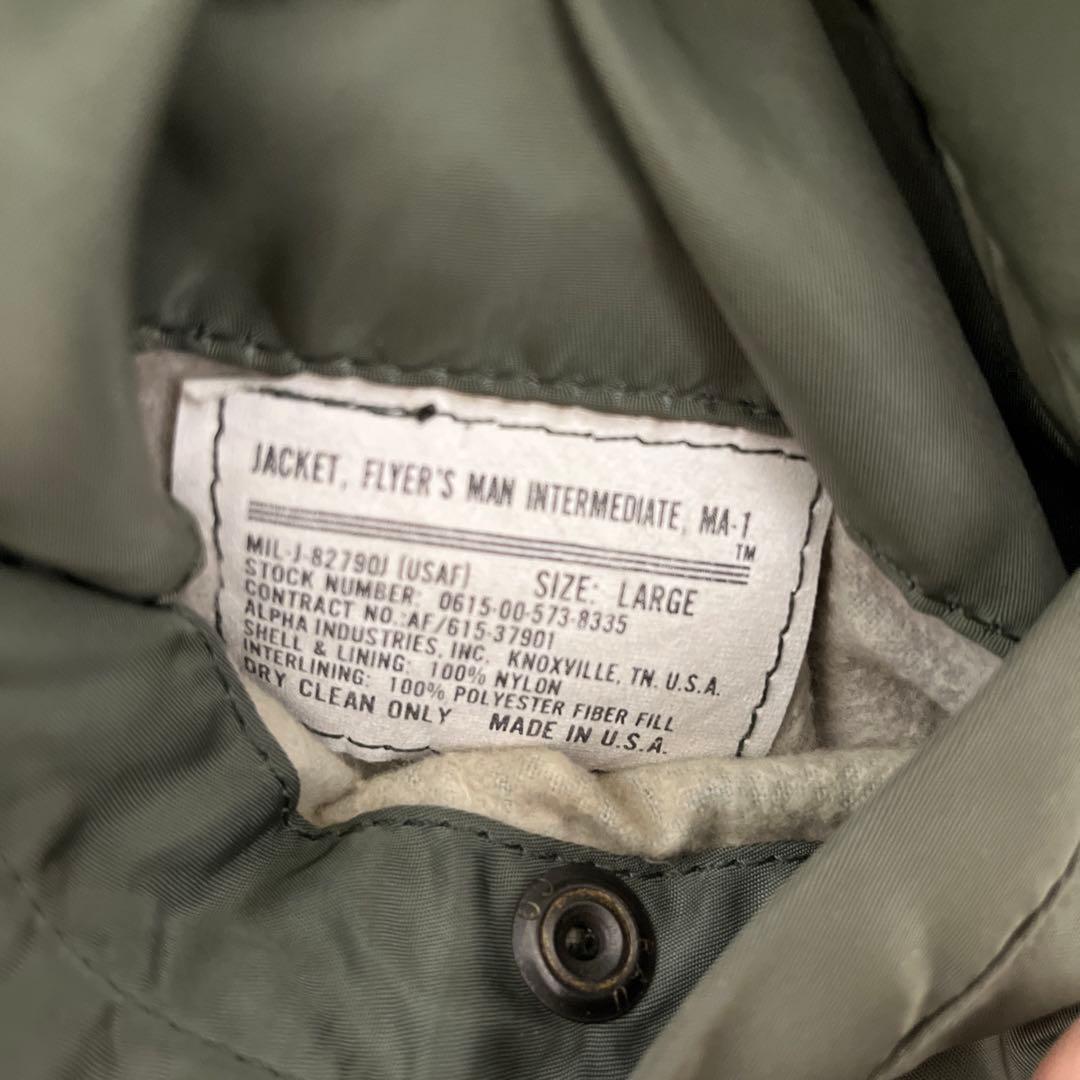 JACKET, FLYER'S MAN INTERMEDIATE, MA-1
TM
MIL-J-82790J (USAF) SIZE: LARGE
STOCK NUMBER: 0615-00-573-8335
CONTRACT NO.:AF/615-37901
ALPHA INDUSTRIES, INC. KNOXVILLE, TN. U.S.A.
SHELL & LINING: 100% NYLON
INTERLINING: 100% POLYESTER FIBER FILL
DRY CLEAN ONLY MADE IN U.S.A.